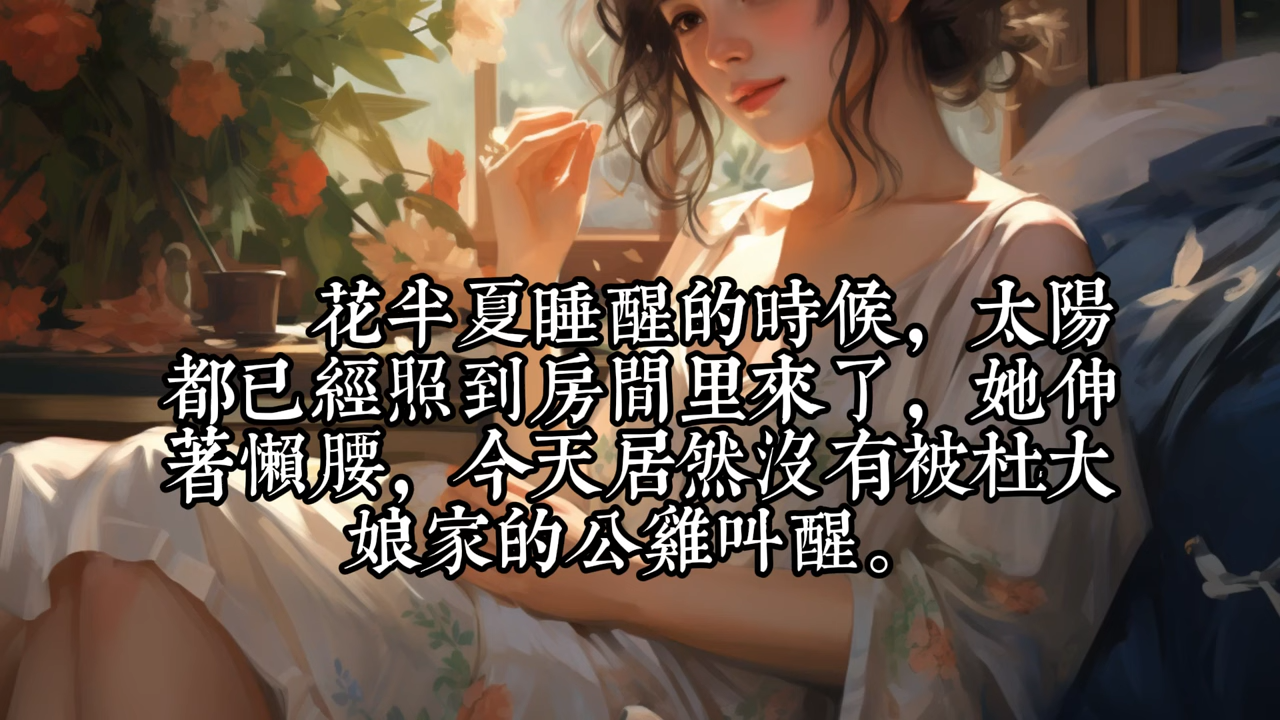 花半夏睡醒的時候，太陽
都已經照到房間里來了，她伸
著懶腰，今天居然沒有被杜大
娘家的公雞叫醒。